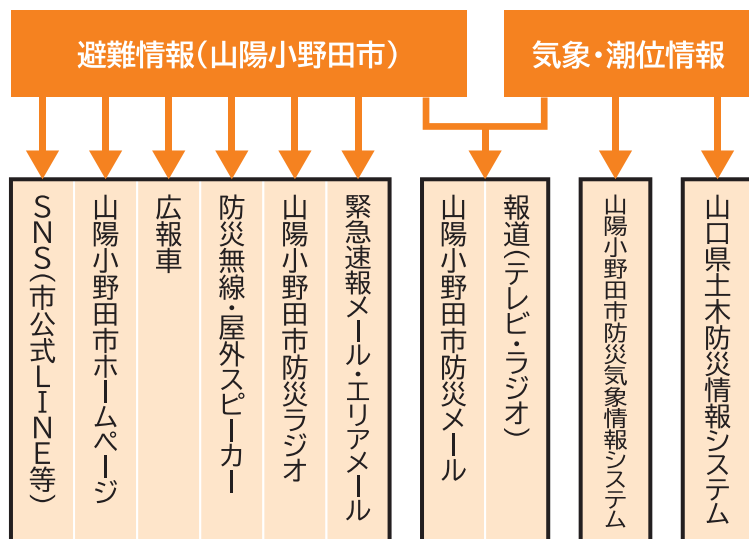 避難情報(山陽小野田市)
気象・潮位情報
SNS(市公式LINE等)
山陽小野田市ホームページ
広報車
防災無線・屋外スピーカー
山陽小野田市防災ラジオ
緊急速報メール・エリアメール
山陽小野田市防災メール
報道(テレビ・ラジオ)
山陽小野田市防災気象情報システム
山口県土木防災情報システム